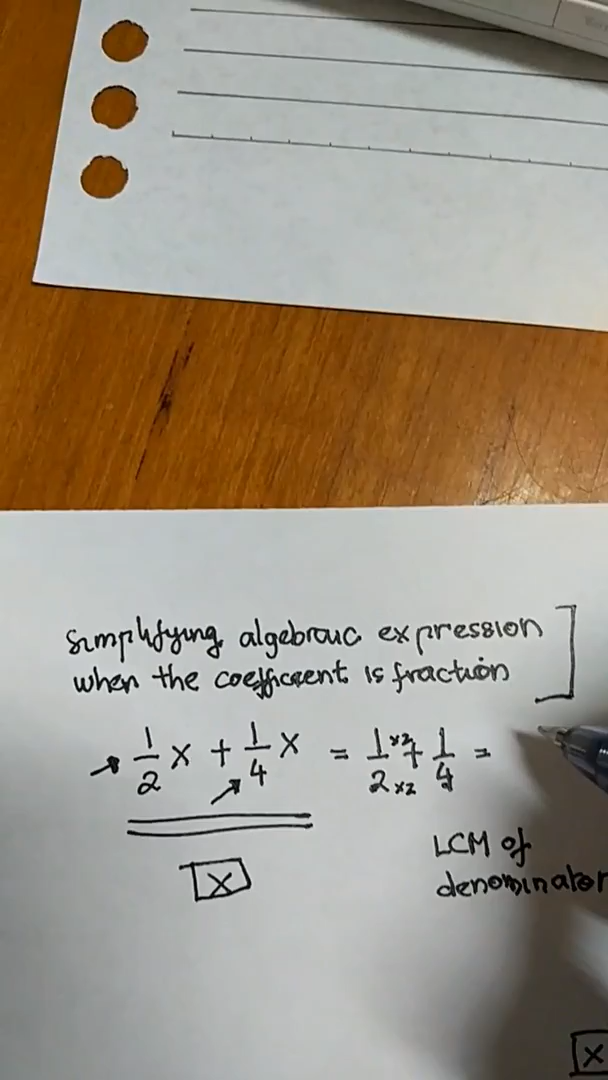 Simplifying algebraic expression
when the coefficient is fraction
1/2 x + 1/4 x = 1×2/2×2 + 1/4 =
x
LCM of
denominator
x